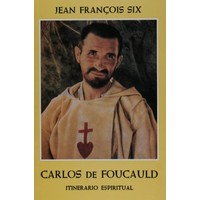 JEAN FRANÇOIS SIX
CARLOS DE FOUCAULD
ITINERARIO ESPIRITUAL